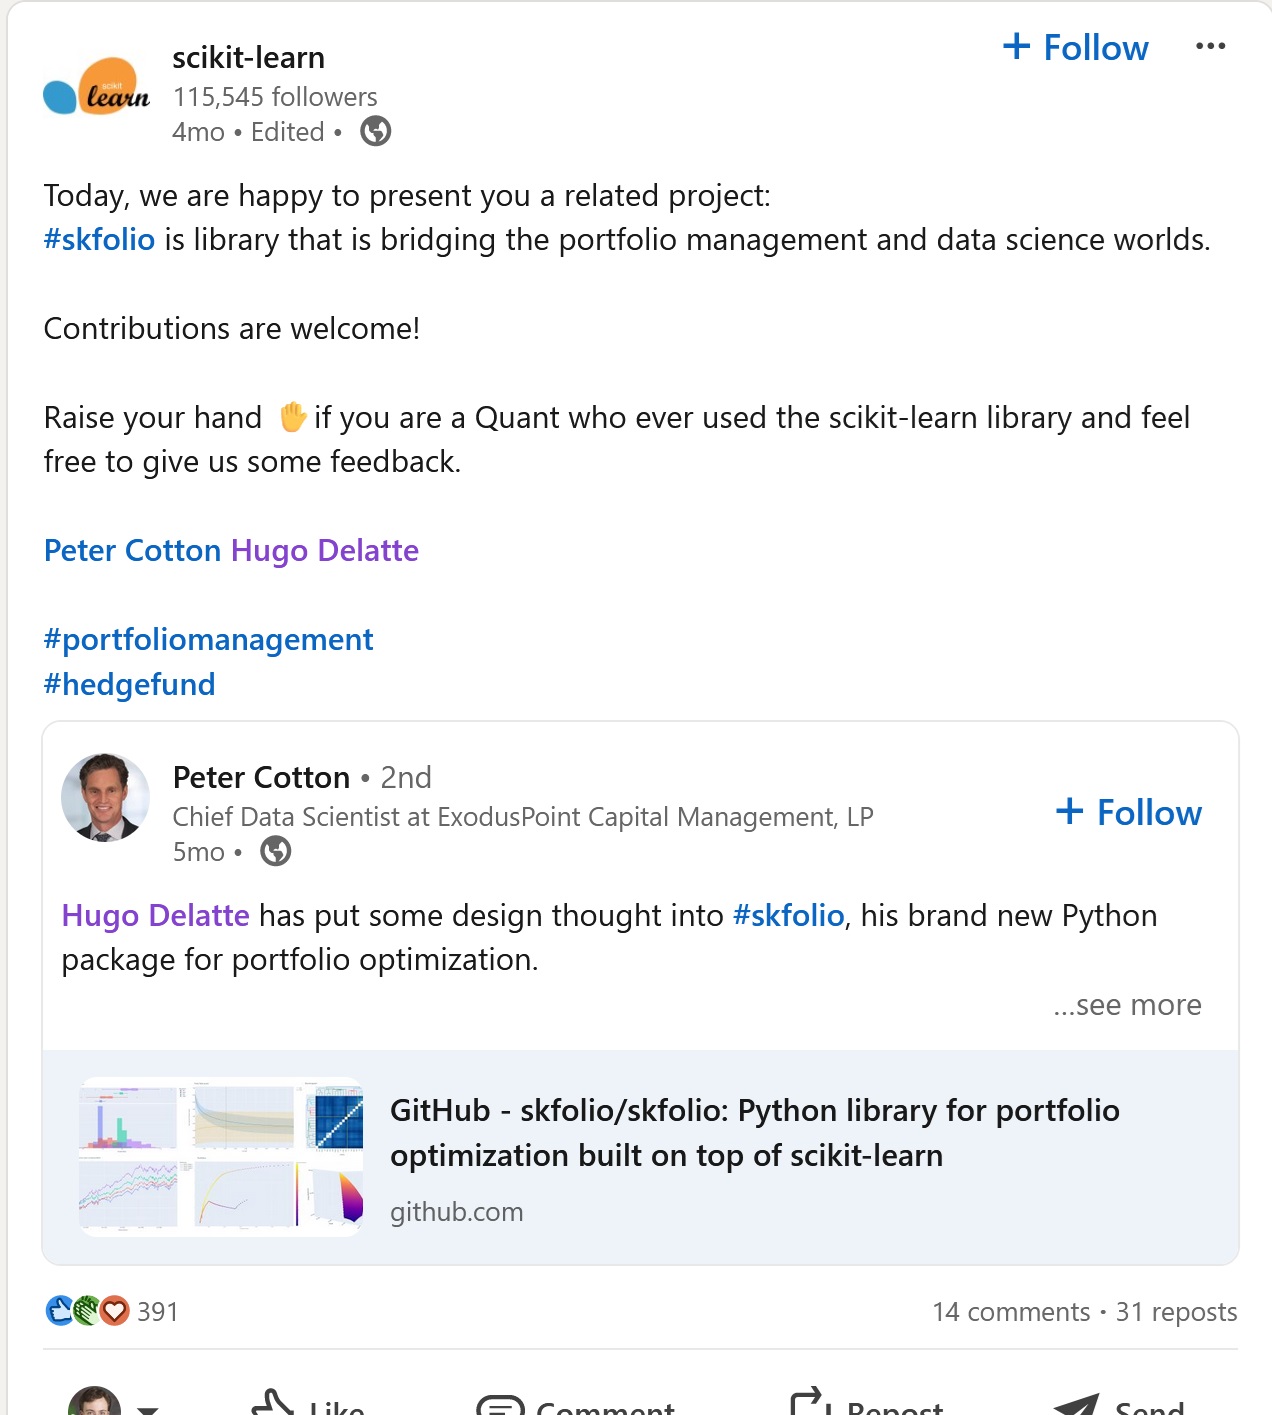 scikit
learn
scikit-learn
115,545 followers
4mo • Edited •
+ Follow
Today, we are happy to present you a related project:
#skfolio is library that is bridging the portfolio management and data science worlds.
Contributions are welcome!
Raise your hand ✋ if you are a Quant who ever used the scikit-learn library and feel
free to give us some feedback.
Peter Cotton Hugo Delatte
#portfoliomanagement
#hedgefund
Peter Cotton • 2nd
Chief Data Scientist at ExodusPoint Capital Management, LP
5mo •
+ Follow
Hugo Delatte has put some design thought into #skfolio, his brand new Python
package for portfolio optimization.
...see more
GitHub - skfolio/skfolio: Python library for portfolio
optimization built on top of scikit-learn
github.com
391
14 comments • 31 reposts
Like Comment Repost Send